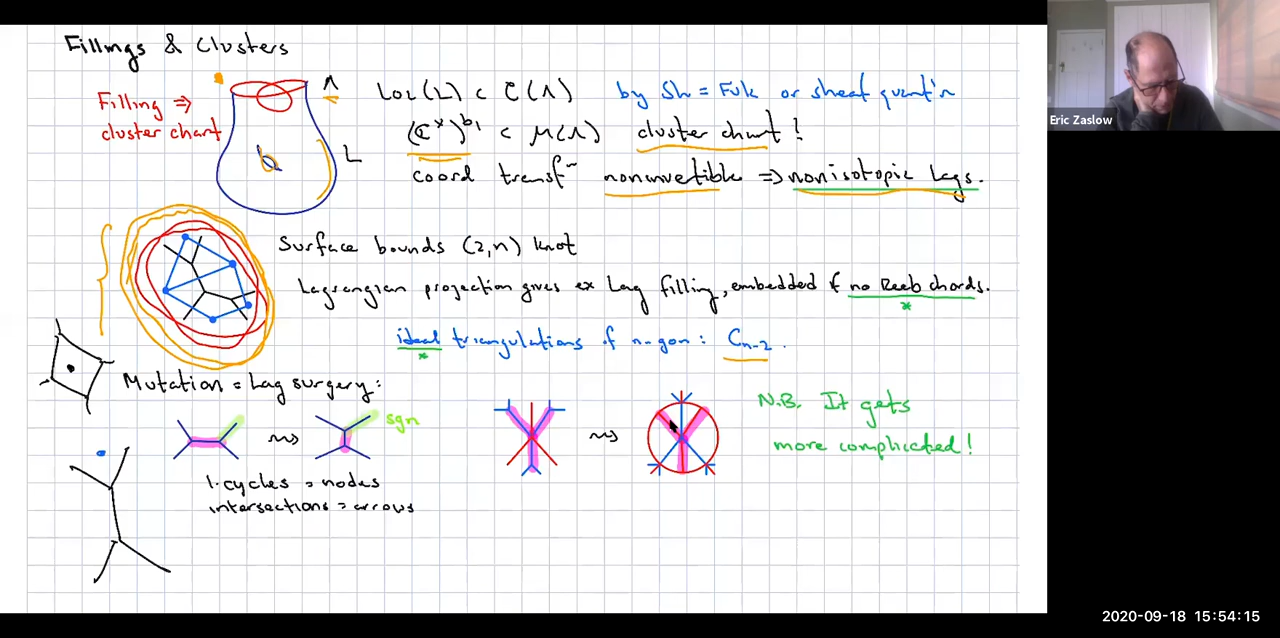 Fillings & Clusters
Filling ⇒
cluster chart
Λ
L
Loc(L) ⊂ C(Λ) by Sh = Fuk or sheaf quant'n
(C^×)^b₁ ⊂ M(Λ) cluster chart!
coord transf~ noninvertible ⇒ nonisotopic Lags.
Surface bounds (2,n) knot
Lagrangian projection gives ex Lag filling, embedded if no Reeb chords.
*
ideal triangulations of n-gon: C_{n-2}.
*
Mutation = Lag surgery:
sgn
N.B. It gets
more complicated!
1-cycles = nodes
intersections = arrows
Eric Zaslow
2020-09-18 15:54:15